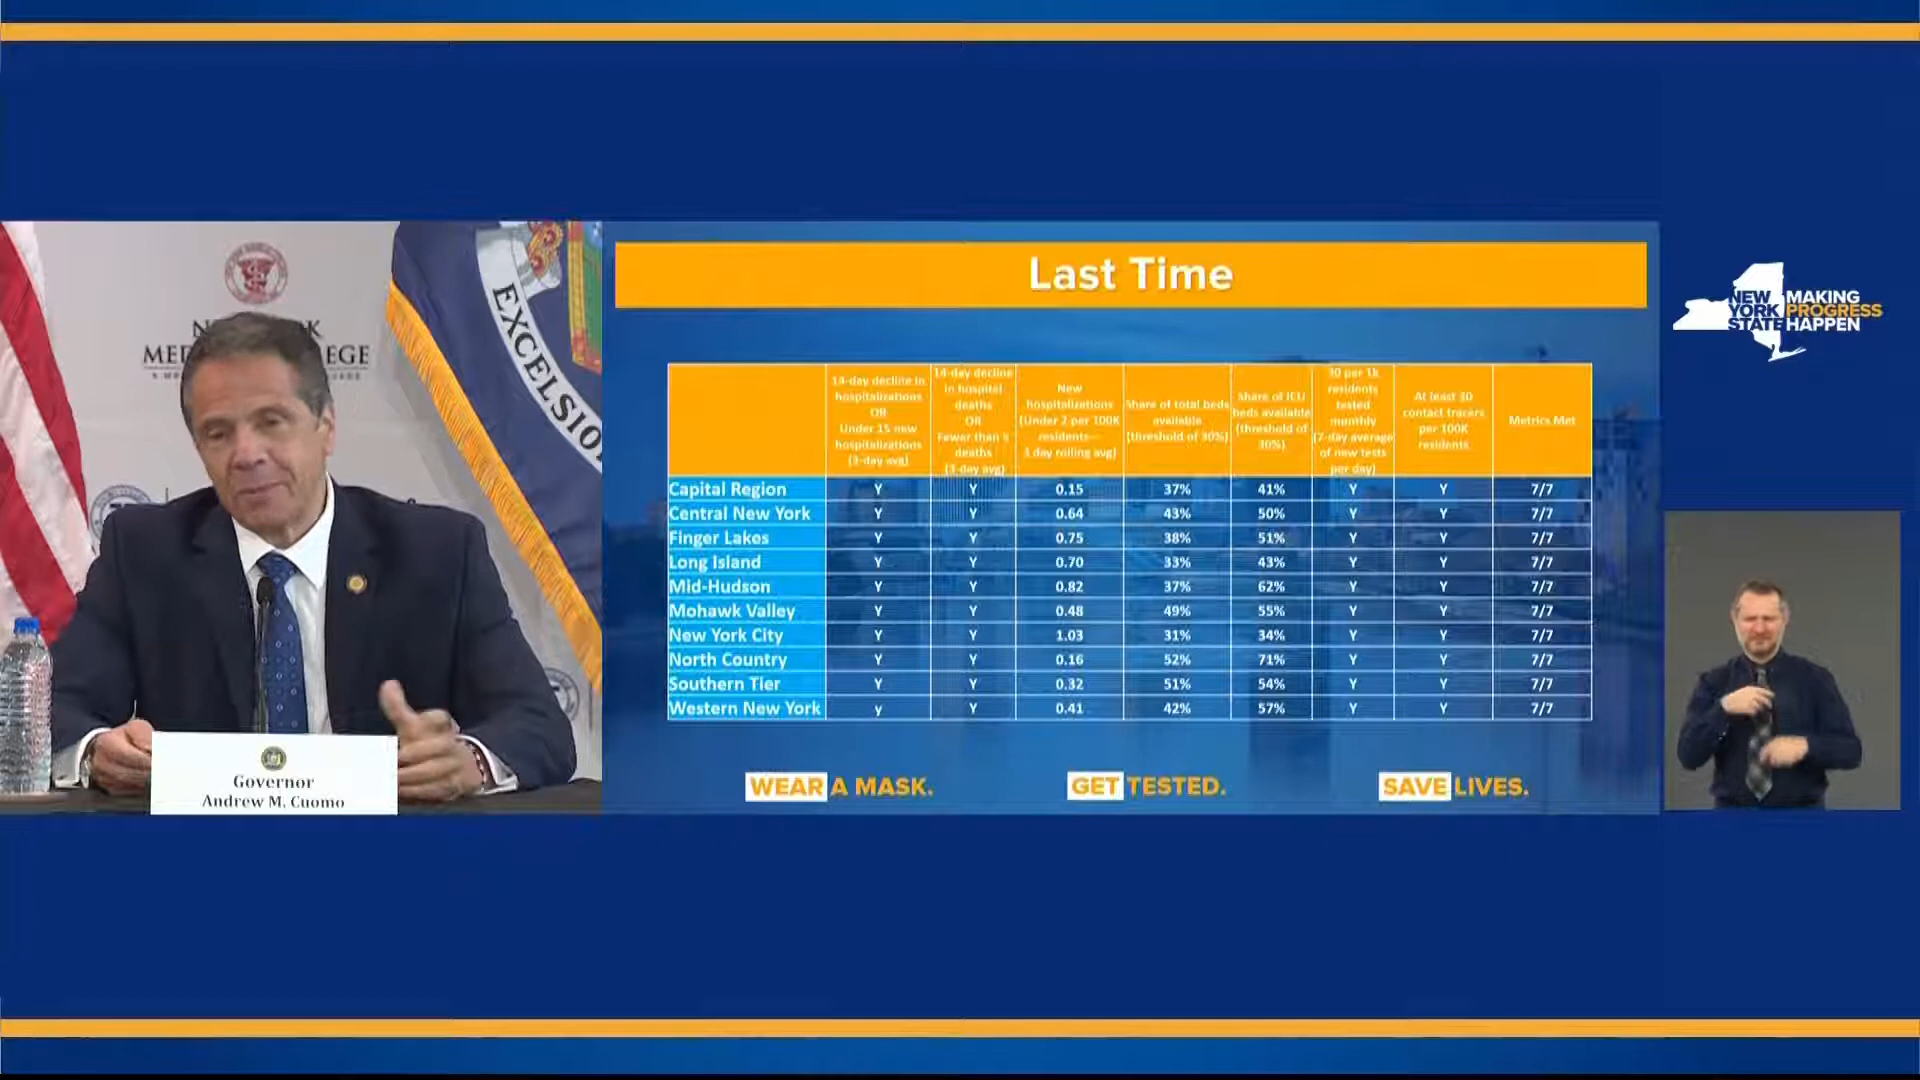 Last Time
NEW YORK STATE
MAKING PROGRESS HAPPEN
EXCELSIO
14-day decline in hospitalizations OR Under 15 new hospitalizations (3-day avg)
14-day decline in hospital deaths OR Fewer than 5 deaths (3-day avg)
New hospitalizations (Under 2 per 100K residents— 3 day rolling avg)
Share of total beds available (threshold of 30%)
Share of ICU beds available (threshold of 30%)
30 per 1k residents tested monthly (7-day average of new tests per day)
At least 30 contact tracers per 100K residents
Metrics Met
Capital Region Y Y 0.15 37% 41% Y Y 7/7
Central New York Y Y 0.64 43% 50% Y Y 7/7
Finger Lakes Y Y 0.75 38% 51% Y Y 7/7
Long Island Y Y 0.70 33% 43% Y Y 7/7
Mid-Hudson Y Y 0.82 37% 62% Y Y 7/7
Mohawk Valley Y Y 0.48 49% 55% Y Y 7/7
New York City Y Y 1.03 31% 34% Y Y 7/7
North Country Y Y 0.16 52% 71% Y Y 7/7
Southern Tier Y Y 0.32 51% 54% Y Y 7/7
Western New York y Y 0.41 42% 57% Y Y 7/7
WEAR A MASK. GET TESTED. SAVE LIVES.
Governor
Andrew M. Cuomo